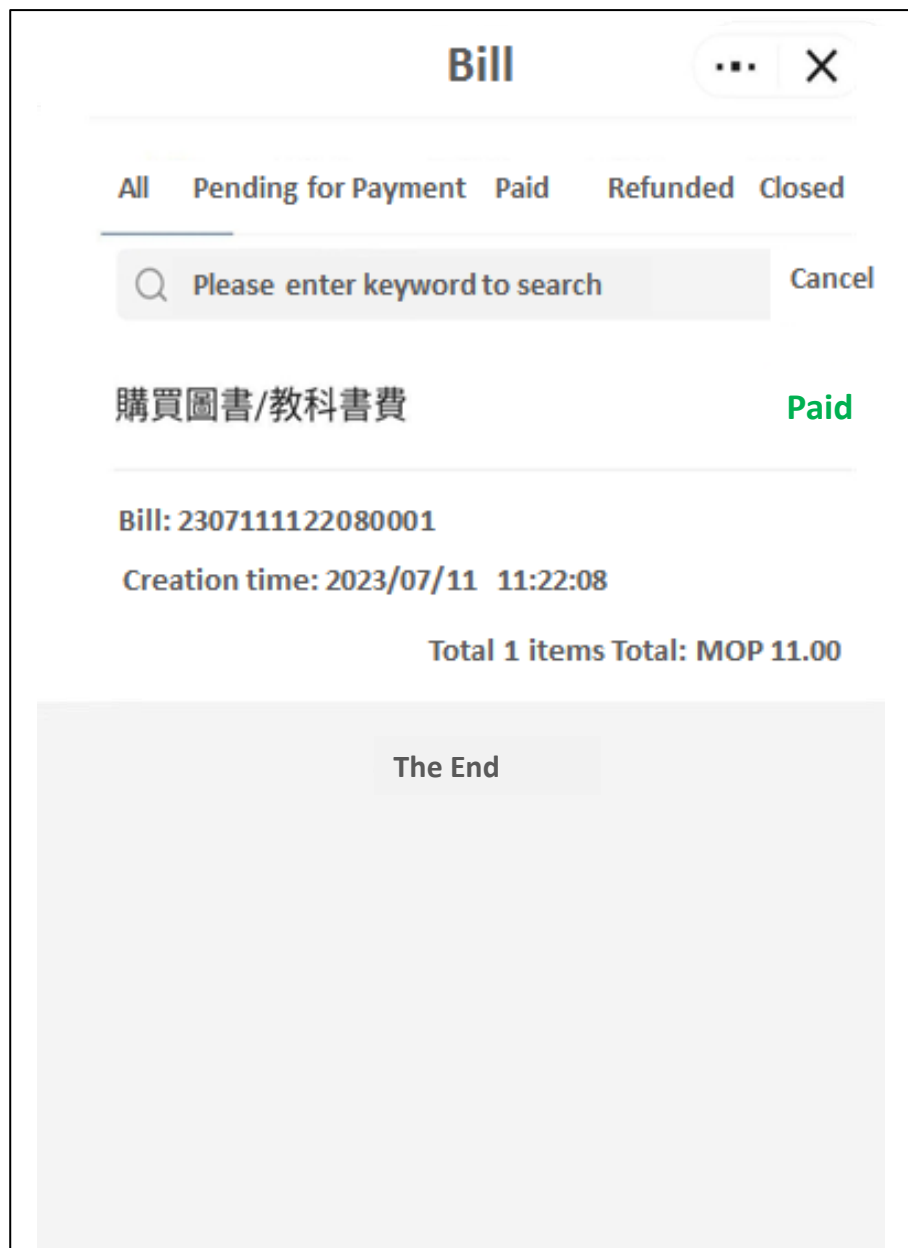 Bill
All Pending for Payment Paid Refunded Closed
Please enter keyword to search Cancel
購買圖書/教科書費 Paid
Bill: 2307111122080001
Creation time: 2023/07/11 11:22:08
Total 1 items Total: MOP 11.00
The End